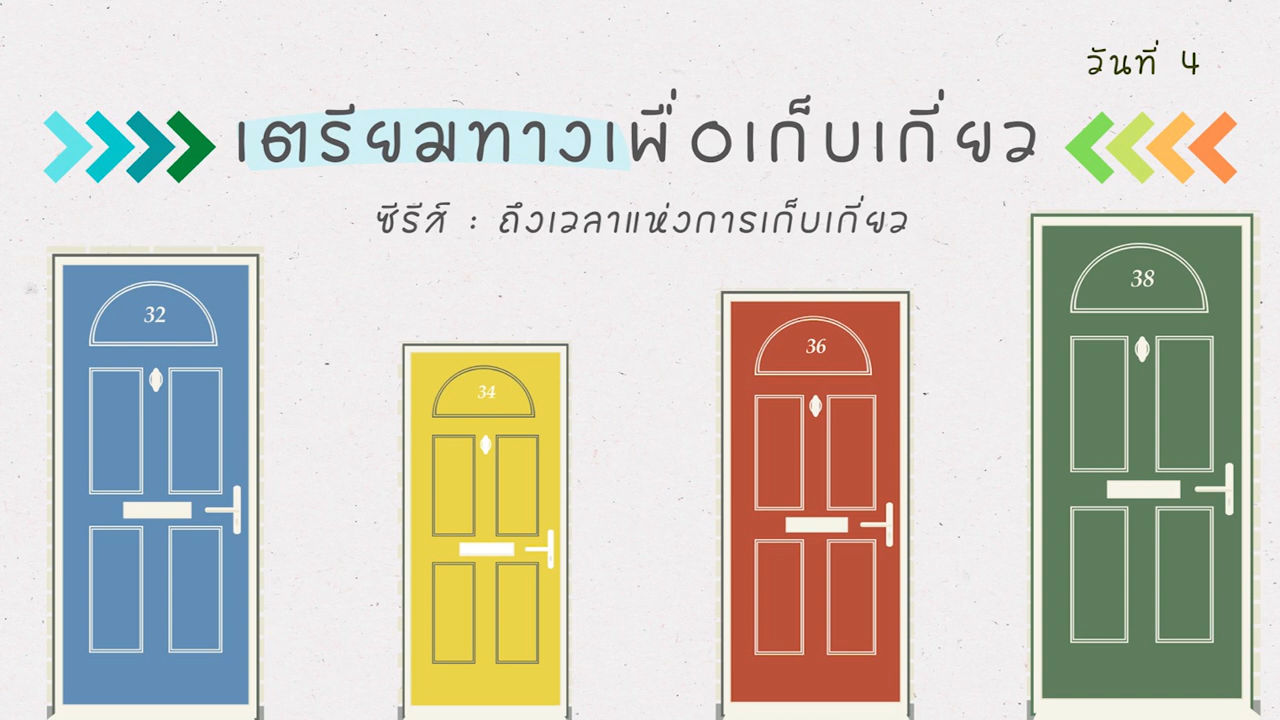 วันที่ 4
เตรียมทางเพื่อเก็บเกี่ยว
ซีรีส์ : ถึงเวลาแห่งการเก็บเกี่ยว
32
34
36
38